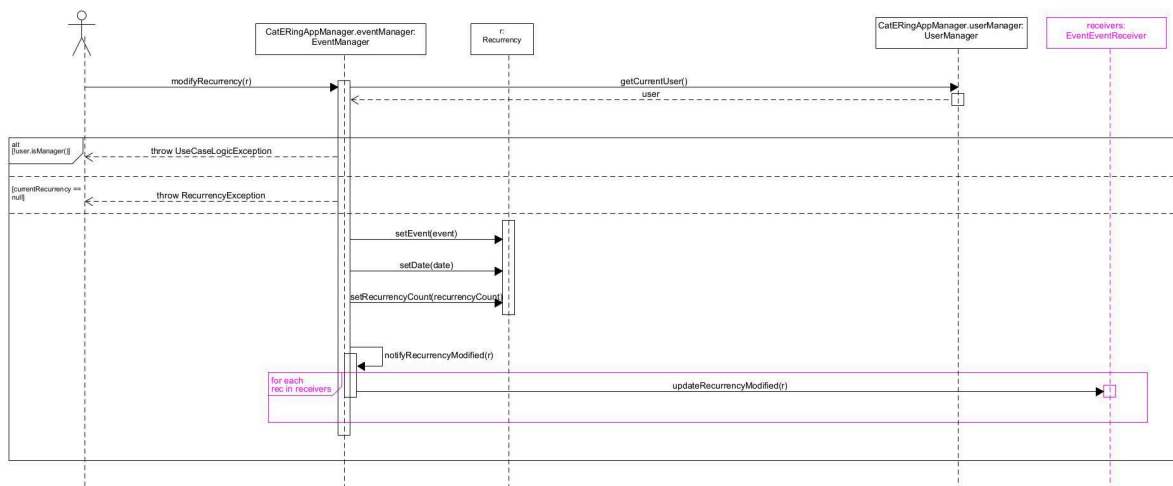 CatERingAppManager.eventManager:
EventManager
r:
Recurrency
CatERingAppManager.userManager:
UserManager
receivers:
EventEventReceiver
modifyRecurrency(r)
getCurrentUser()
user
alt
[!user.isManager()]
throw UseCaseLogicException
[currentRecurrency ==
null]
throw RecurrencyException
setEvent(event)
setDate(date)
setRecurrencyCount(recurrencyCount)
notifyRecurrencyModified(r)
for each
rec in receivers
updateRecurrencyModified(r)